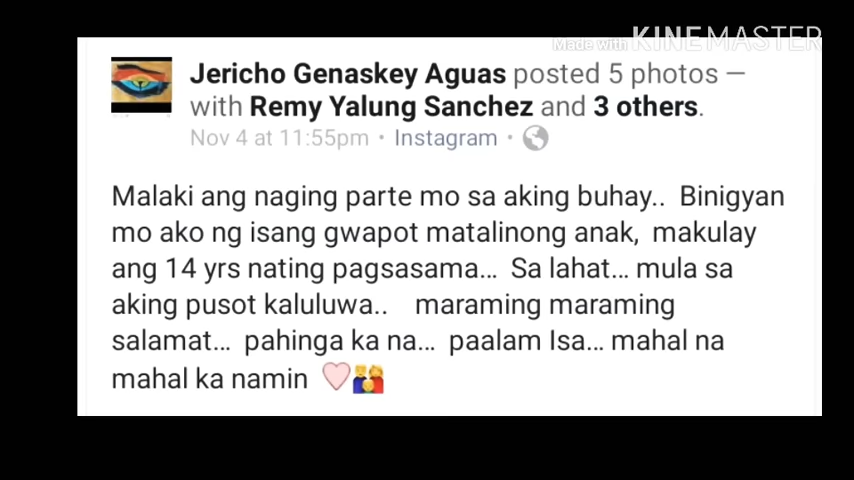 Made with KINEMASTER
Jericho Genaskey Aguas posted 5 photos —
with Remy Yalung Sanchez and 3 others.
Nov 4 at 11:55pm • Instagram •
Malaki ang naging parte mo sa aking buhay.. Binigyan
mo ako ng isang gwapot matalinong anak, makulay
ang 14 yrs nating pagsasama... Sa lahat... mula sa
aking pusot kaluluwa.. maraming maraming
salamat... pahinga ka na... paalam Isa... mahal na
mahal ka namin